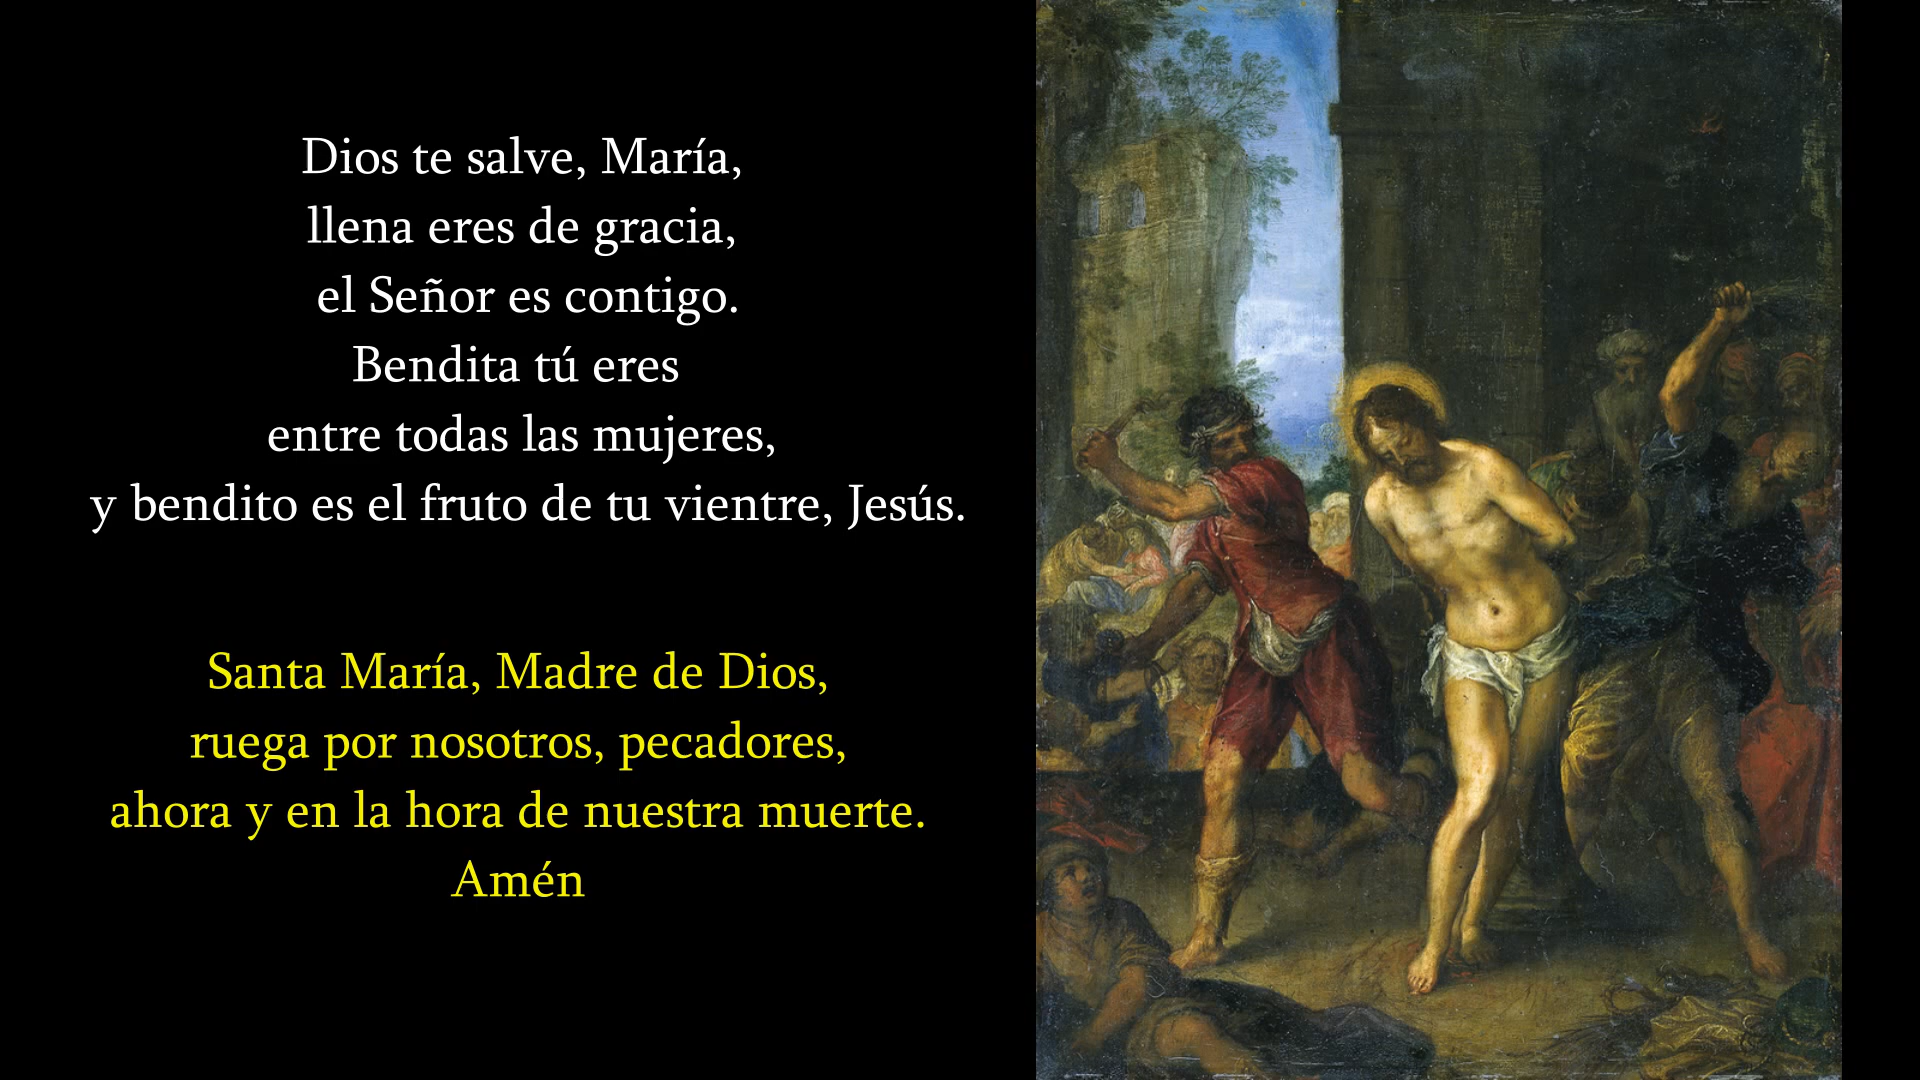 Dios te salve, María,
llena eres de gracia,
el Señor es contigo.
Bendita tú eres
entre todas las mujeres,
y bendito es el fruto de tu vientre, Jesús.
Santa María, Madre de Dios,
ruega por nosotros, pecadores,
ahora y en la hora de nuestra muerte.
Amén